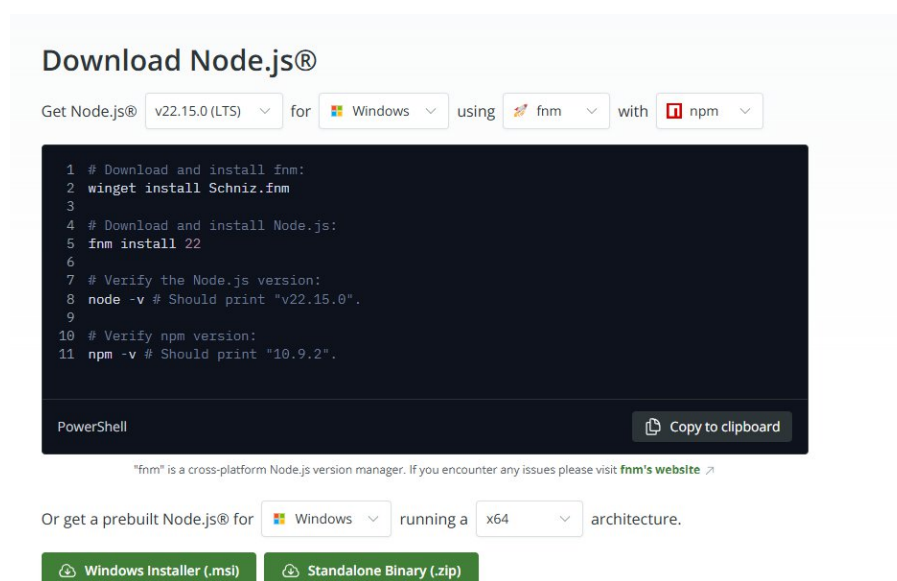 Download Node.js®
Get Node.js® v22.15.0 (LTS) for Windows using fnm with npm
1 # Download and install fnm:
2 winget install Schniz.fnm
3
4 # Download and install Node.js:
5 fnm install 22
6
7 # Verify the Node.js version:
8 node -v # Should print "v22.15.0".
9
10 # Verify npm version:
11 npm -v # Should print "10.9.2".
PowerShell Copy to clipboard
"fnm" is a cross-platform Node.js version manager. If you encounter any issues please visit fnm's website
Or get a prebuilt Node.js® for Windows running a x64 architecture.
Windows Installer (.msi) Standalone Binary (.zip)